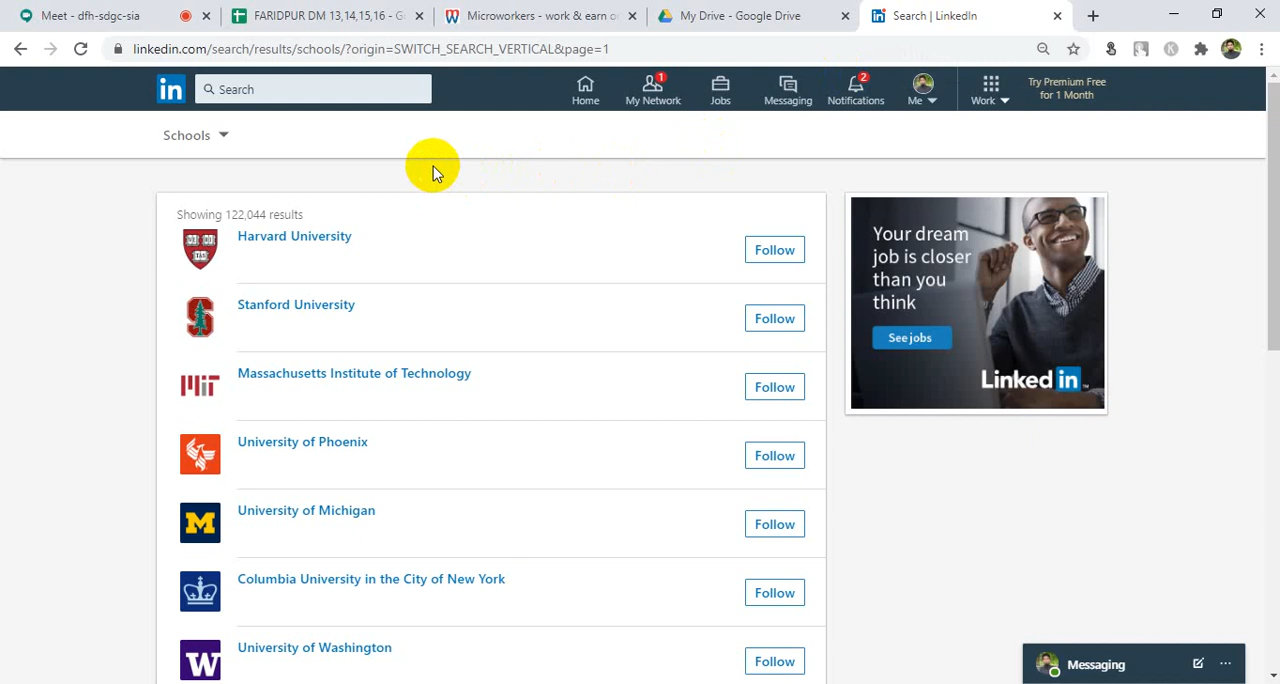 Meet - dfh-sdgc-sia
FARIDPUR DM 13,14,15,16 - G
Microworkers - work & earn o
My Drive - Google Drive
Search | LinkedIn
linkedin.com/search/results/schools/?origin=SWITCH_SEARCH_VERTICAL&page=1
in
Search
Home
1
My Network
Jobs
Messaging
2
Notifications
Me
Work
Try Premium Free
for 1 Month
Schools
Showing 122,044 results
Harvard University
Follow
Stanford University
Follow
MIT
Massachusetts Institute of Technology
Follow
University of Phoenix
Follow
M
University of Michigan
Follow
Columbia University in the City of New York
Follow
W
University of Washington
Follow
Your dream
job is closer
than you
think
See jobs
Linked in
Messaging